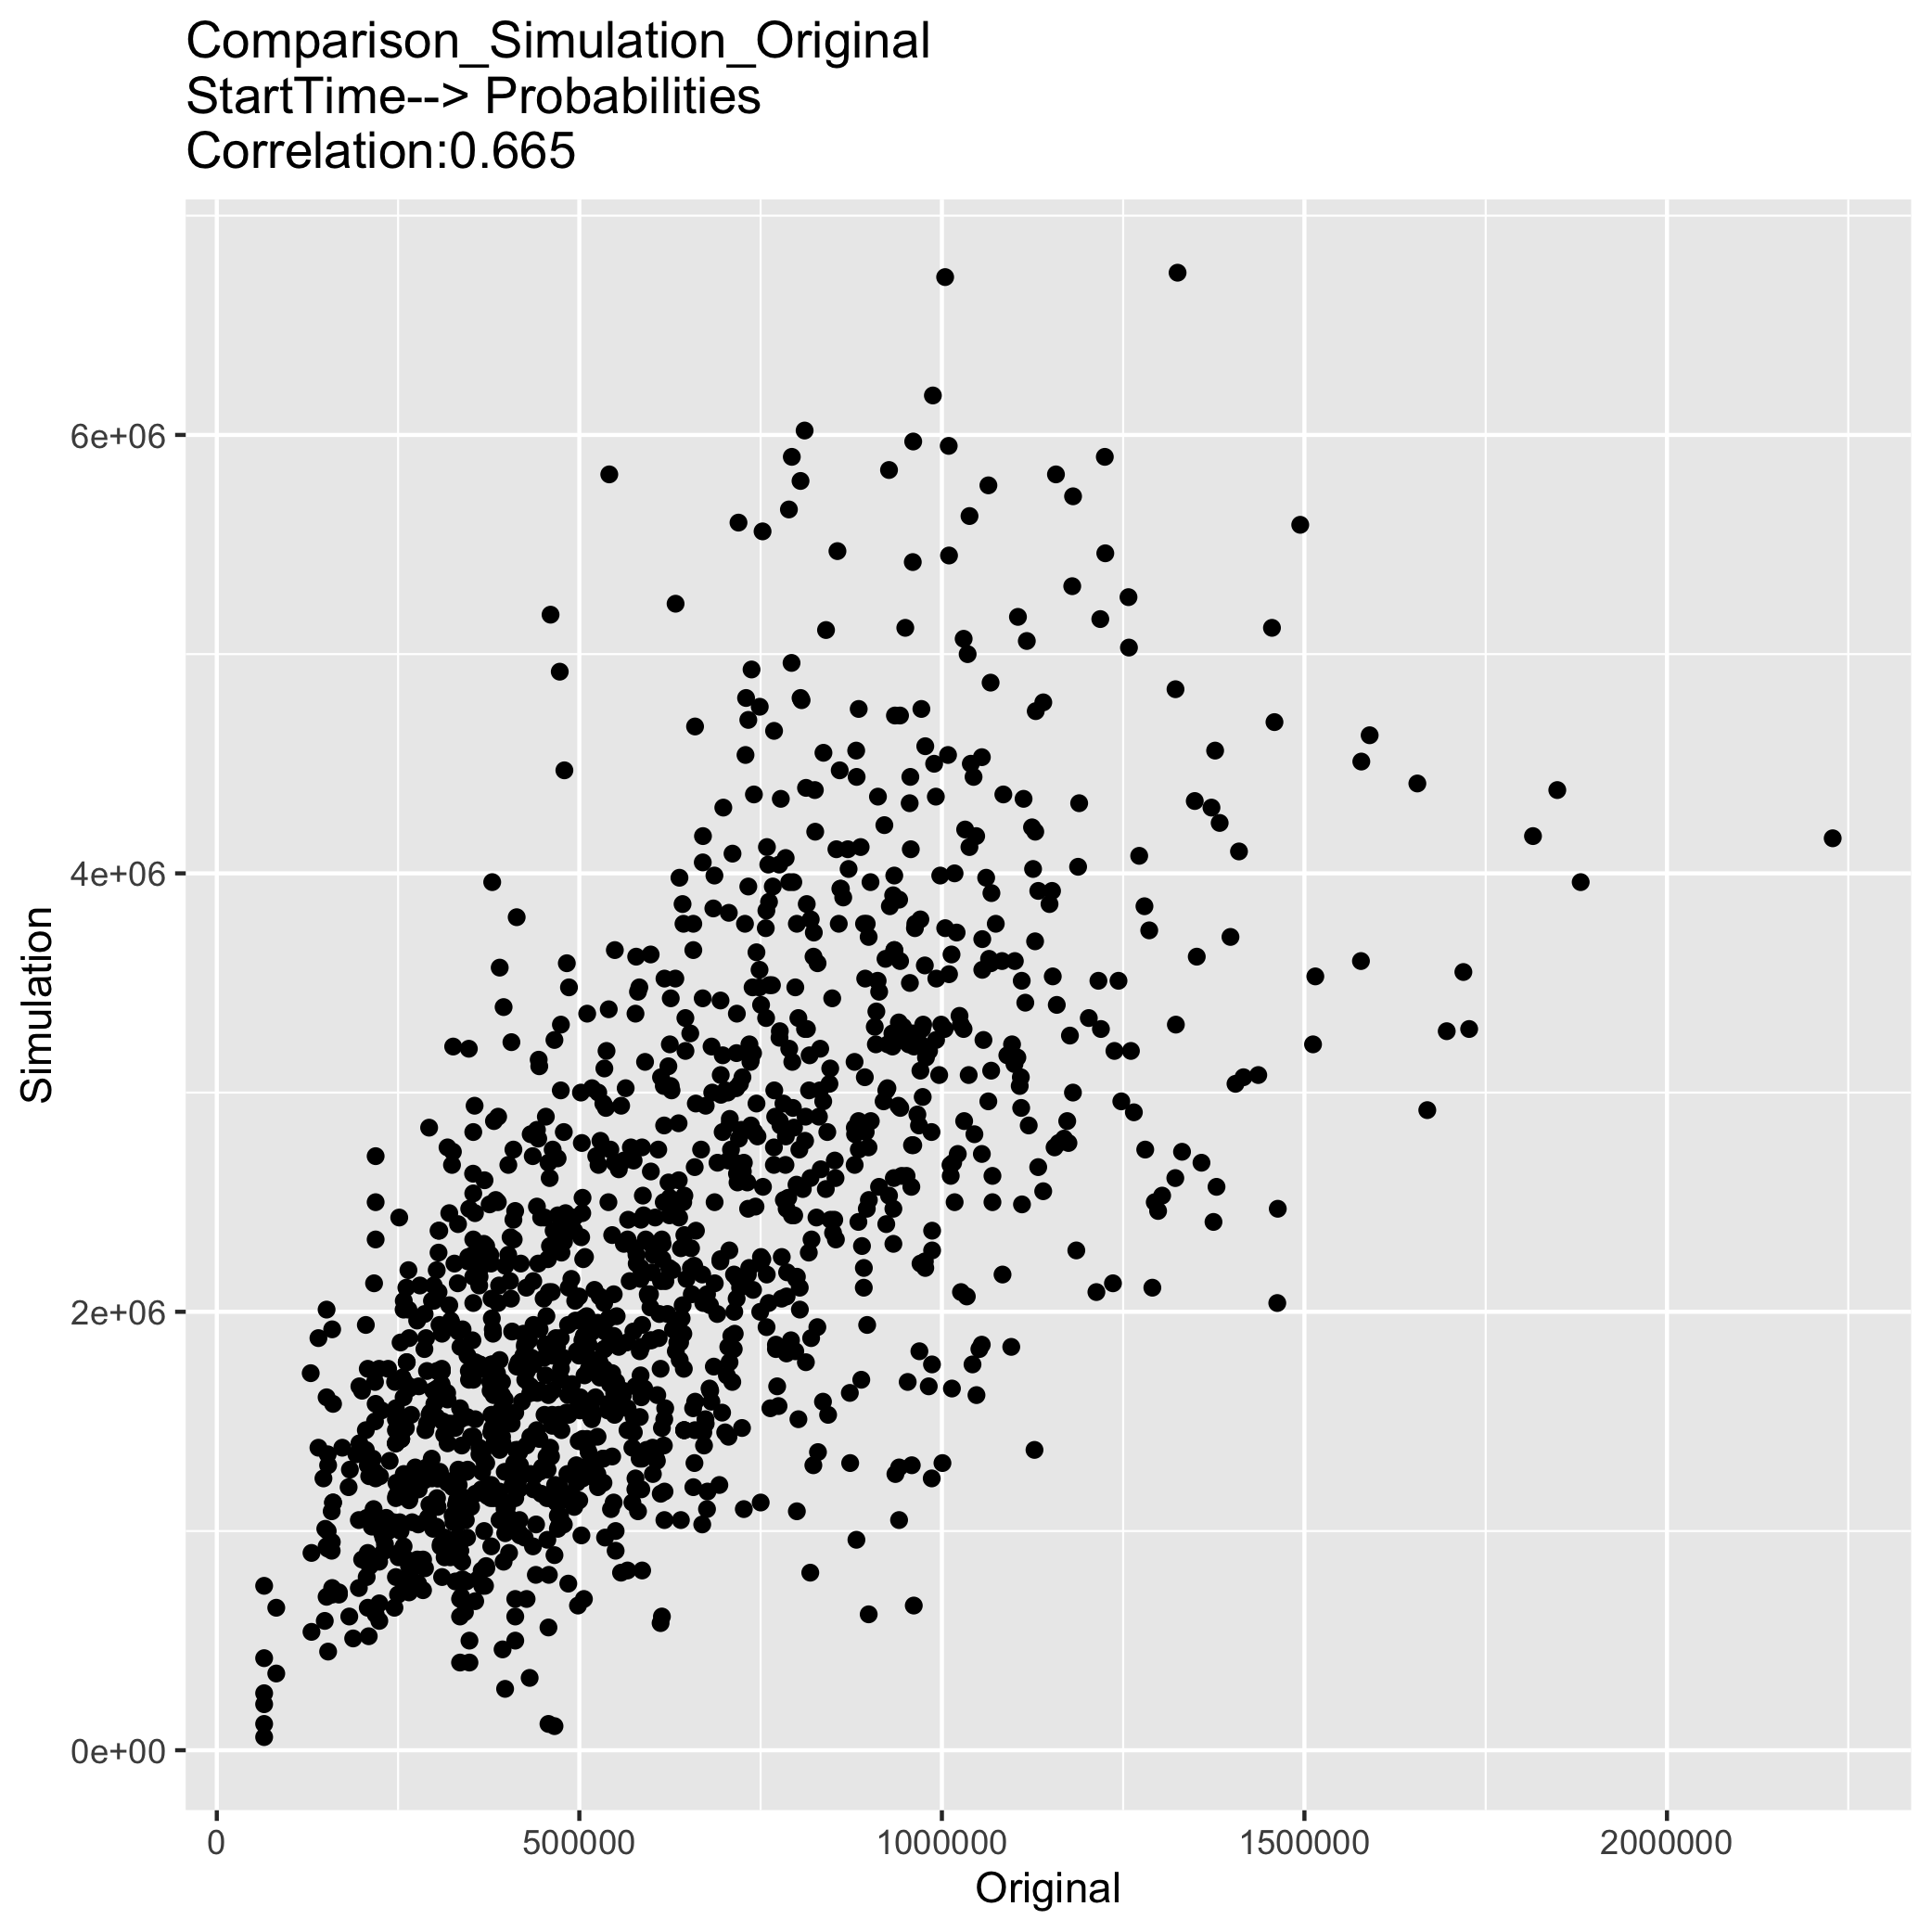 Comparison_Simulation_Original
StartTime--> Probabilities
Correlation:0.665
Simulation
6e+06
4e+06
2e+06
0e+00
0
500000
1000000
1500000
2000000
Original